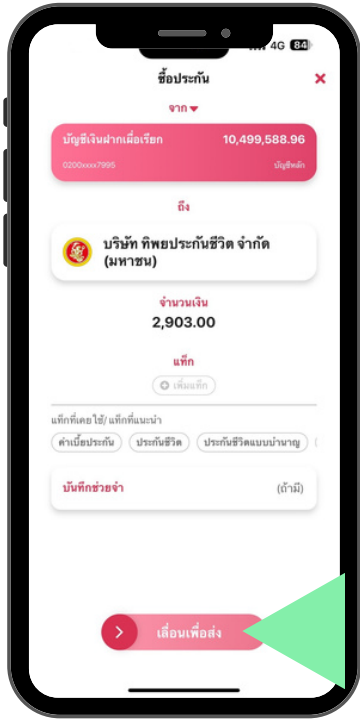 4G 84
ซื้อประกัน
จาก
บัญชีเงินฝากเผื่อเรียก 10,499,588.96
0200xxxx7995 บัญชีหลัก
ถึง
บริษัท ทิพยประกันชีวิต จำกัด
(มหาชน)
จำนวนเงิน
2,903.00
แท็ก
เพิ่มแท็ก
แท็กที่เคยใช้/แท็กที่แนะนำ
ค่าเบี้ยประกัน ประกันชีวิต ประกันชีวิตแบบบำนาญ
บันทึกช่วยจำ (ถ้ามี)
เลื่อนเพื่อส่ง